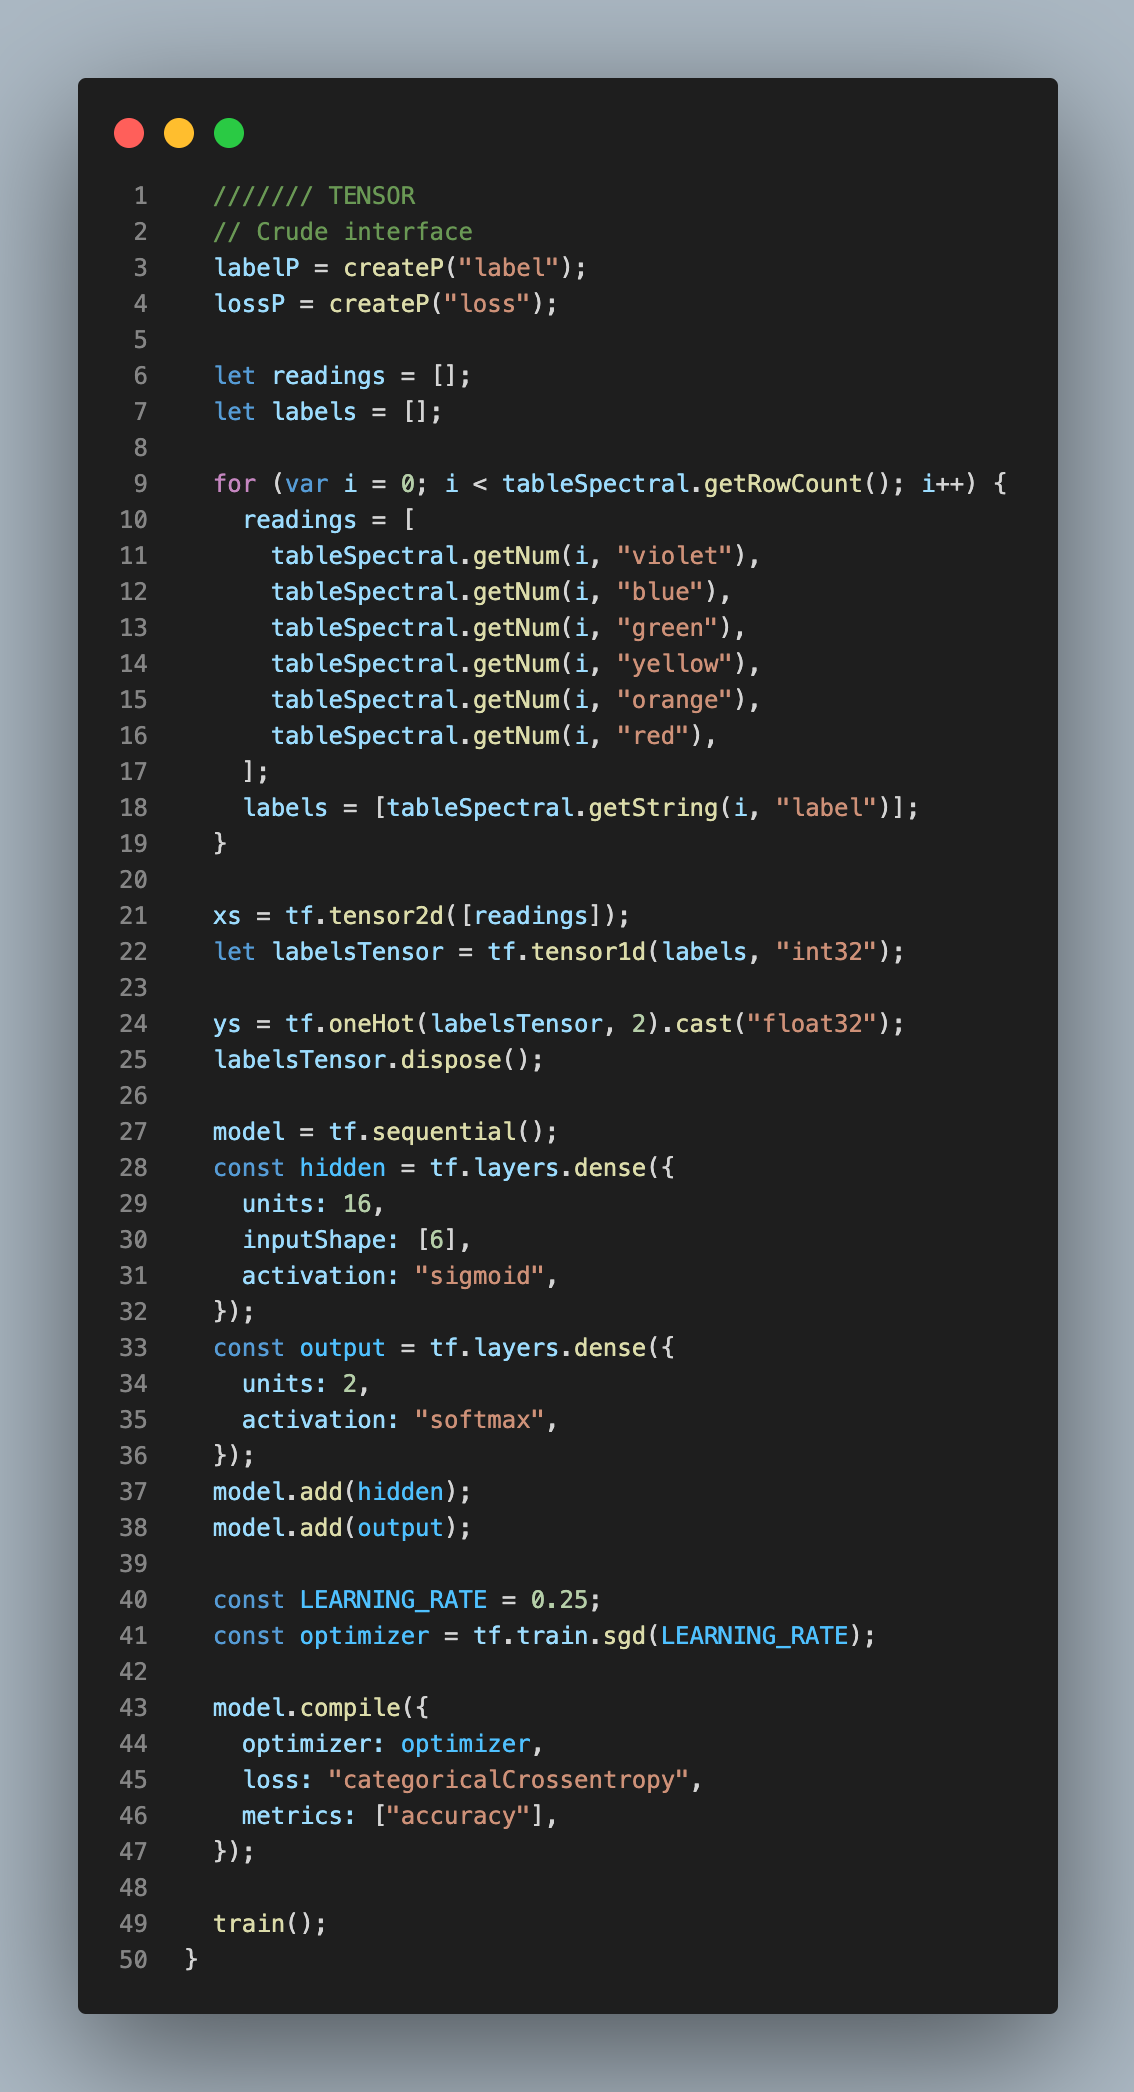 1 /////// TENSOR
2 // Crude interface
3 labelP = createP("label");
4 lossP = createP("loss");
5
6 let readings = [];
7 let labels = [];
8
9 for (var i = 0; i < tableSpectral.getRowCount(); i++) {
10 readings = [
11 tableSpectral.getNum(i, "violet"),
12 tableSpectral.getNum(i, "blue"),
13 tableSpectral.getNum(i, "green"),
14 tableSpectral.getNum(i, "yellow"),
15 tableSpectral.getNum(i, "orange"),
16 tableSpectral.getNum(i, "red"),
17 ];
18 labels = [tableSpectral.getString(i, "label")];
19 }
20
21 xs = tf.tensor2d([readings]);
22 let labelsTensor = tf.tensor1d(labels, "int32");
23
24 ys = tf.oneHot(labelsTensor, 2).cast("float32");
25 labelsTensor.dispose();
26
27 model = tf.sequential();
28 const hidden = tf.layers.dense({
29 units: 16,
30 inputShape: [6],
31 activation: "sigmoid",
32 });
33 const output = tf.layers.dense({
34 units: 2,
35 activation: "softmax",
36 });
37 model.add(hidden);
38 model.add(output);
39
40 const LEARNING_RATE = 0.25;
41 const optimizer = tf.train.sgd(LEARNING_RATE);
42
43 model.compile({
44 optimizer: optimizer,
45 loss: "categoricalCrossentropy",
46 metrics: ["accuracy"],
47 });
48
49 train();
50 }